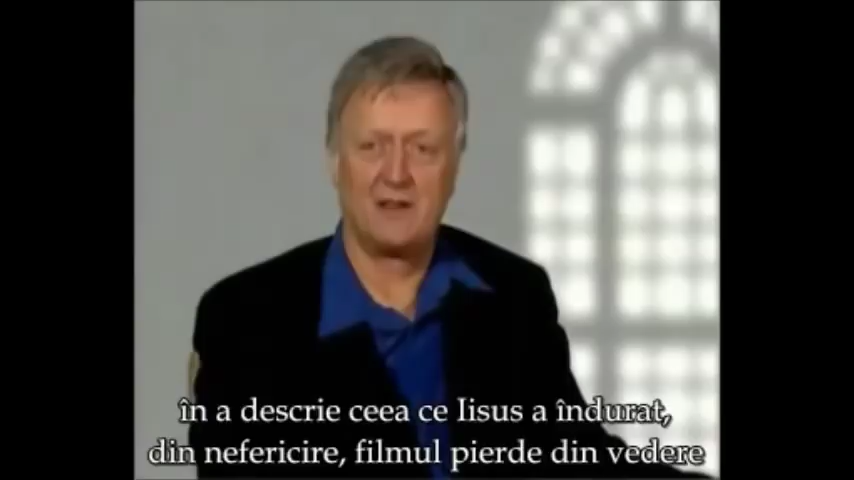 în a descrie ceea ce Iisus a îndurat,
din nefericire, filmul pierde din vedere